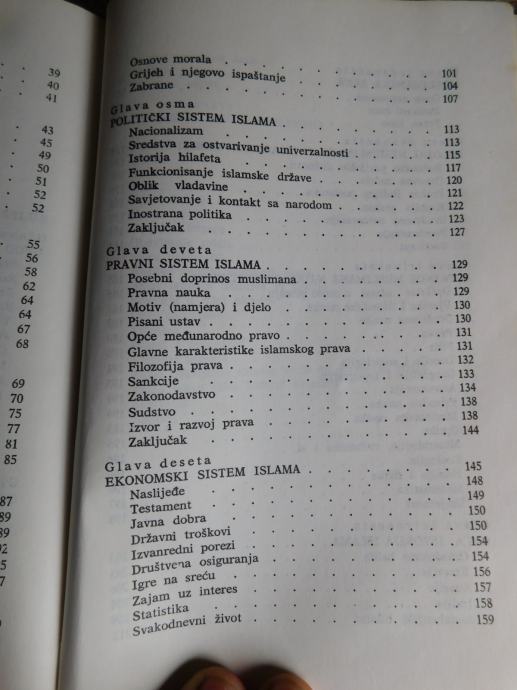 39
40
41
43
45
49
50
51
52
52
55
56
58
62
64
64
67
68
69
70
75
77
81
85
87
89
Osnove morala . . . . . . . . . . 101
Grijeh i njegovo ispaštanje . . . . . . . 104
Zabrane . . . . . . . . . . . 107
Glava osma
POLITIČKI SISTEM ISLAMA . . . . . . . . 113
Nacionalizam . . . . . . . . . . 113
Sredstva za ostvarivanje univerzalnosti . . . . . 115
Istorija hilafeta . . . . . . . . . 117
Funkcionisanje islamske države . . . . . . 120
Oblik vladavine . . . . . . . . . 121
Savjetovanje i kontakt sa narodom . . . . . . 122
Inostrana politika . . . . . . . . . 123
Zaključak . . . . . . . . . . . 127
Glava deveta
PRAVNI SISTEM ISLAMA . . . . . . . . . 129
Posebni doprinos muslimana . . . . . . . 129
Pravna nauka . . . . . . . . . . 129
Motiv (namjera) i djelo . . . . . . . . 130
Pisani ustav . . . . . . . . . . 130
Opće međunarodno pravo . . . . . . . . 131
Glavne karakteristike islamskog prava . . . . . 131
Filozofija prava . . . . . . . . . 132
Sankcije . . . . . . . . . . . 133
Zakonodavstvo . . . . . . . . . . 134
Sudstvo . . . . . . . . . . . 138
Izvor i razvoj prava . . . . . . . . . 138
Zaključak . . . . . . . . . . . 144
Glava deseta
EKONOMSKI SISTEM ISLAMA . . . . . . . . 145
Naslijeđe . . . . . . . . . . . 148
Testament . . . . . . . . . . . 149
Javna dobra . . . . . . . . . . 150
Državni troškovi . . . . . . . . . 150
Izvanredni porezi . . . . . . . . . 154
Društvena osiguranja . . . . . . . . 154
Igre na sreću . . . . . . . . . . 156
Zajam uz interes . . . . . . . . . 157
Statistika . . . . . . . . . . . 158
Svakodnevni život . . . . . . . . . 159